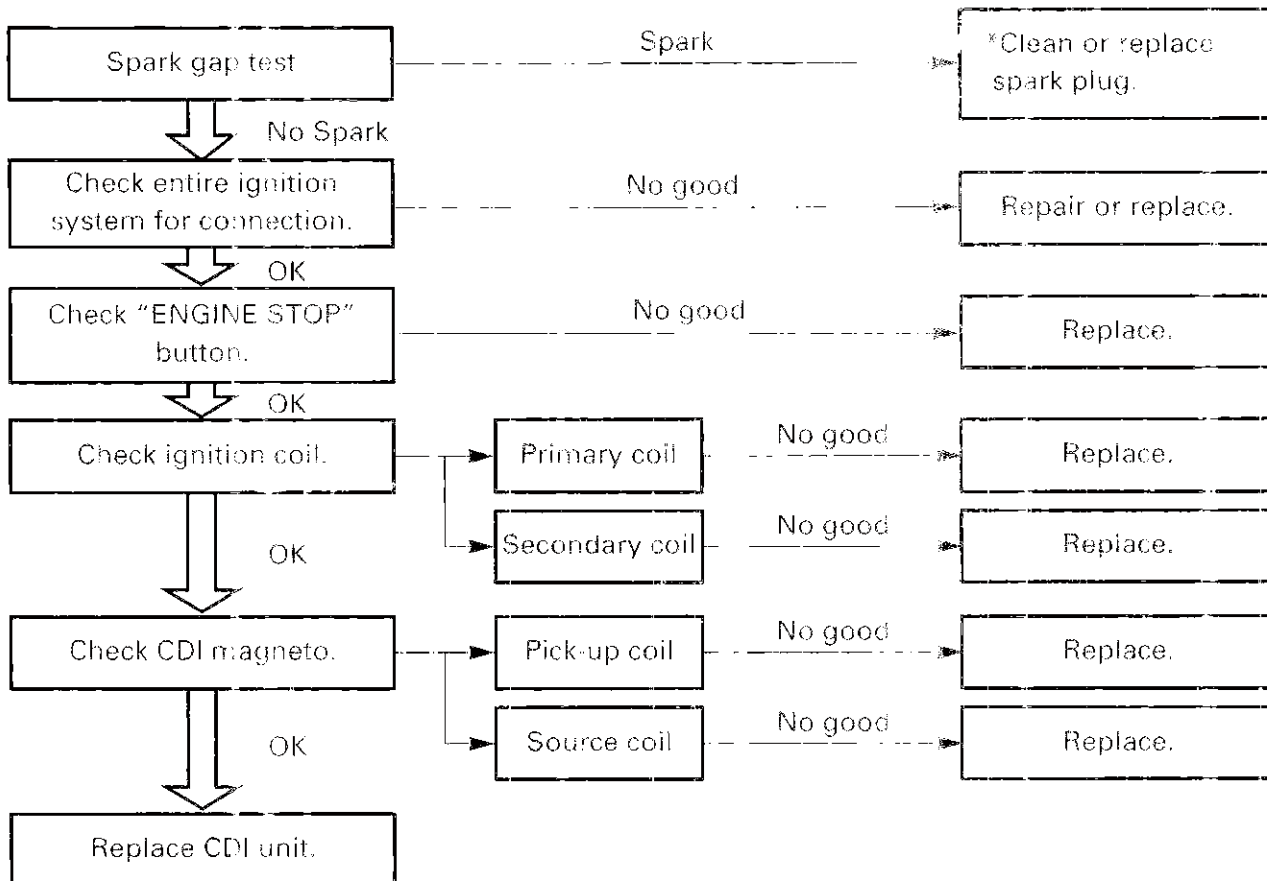 Spark gap test
Spark
*Clean or replace
spark plug.
No Spark
Check entire ignition
system for connection.
No good
Repair or replace.
OK
Check "ENGINE STOP"
button.
No good
Replace.
OK
Check ignition coil.
Primary coil
No good
Replace.
Secondary coil
No good
Replace.
OK
Check CDI magneto.
Pick-up coil
No good
Replace.
Source coil
No good
Replace.
OK
Replace CDI unit.